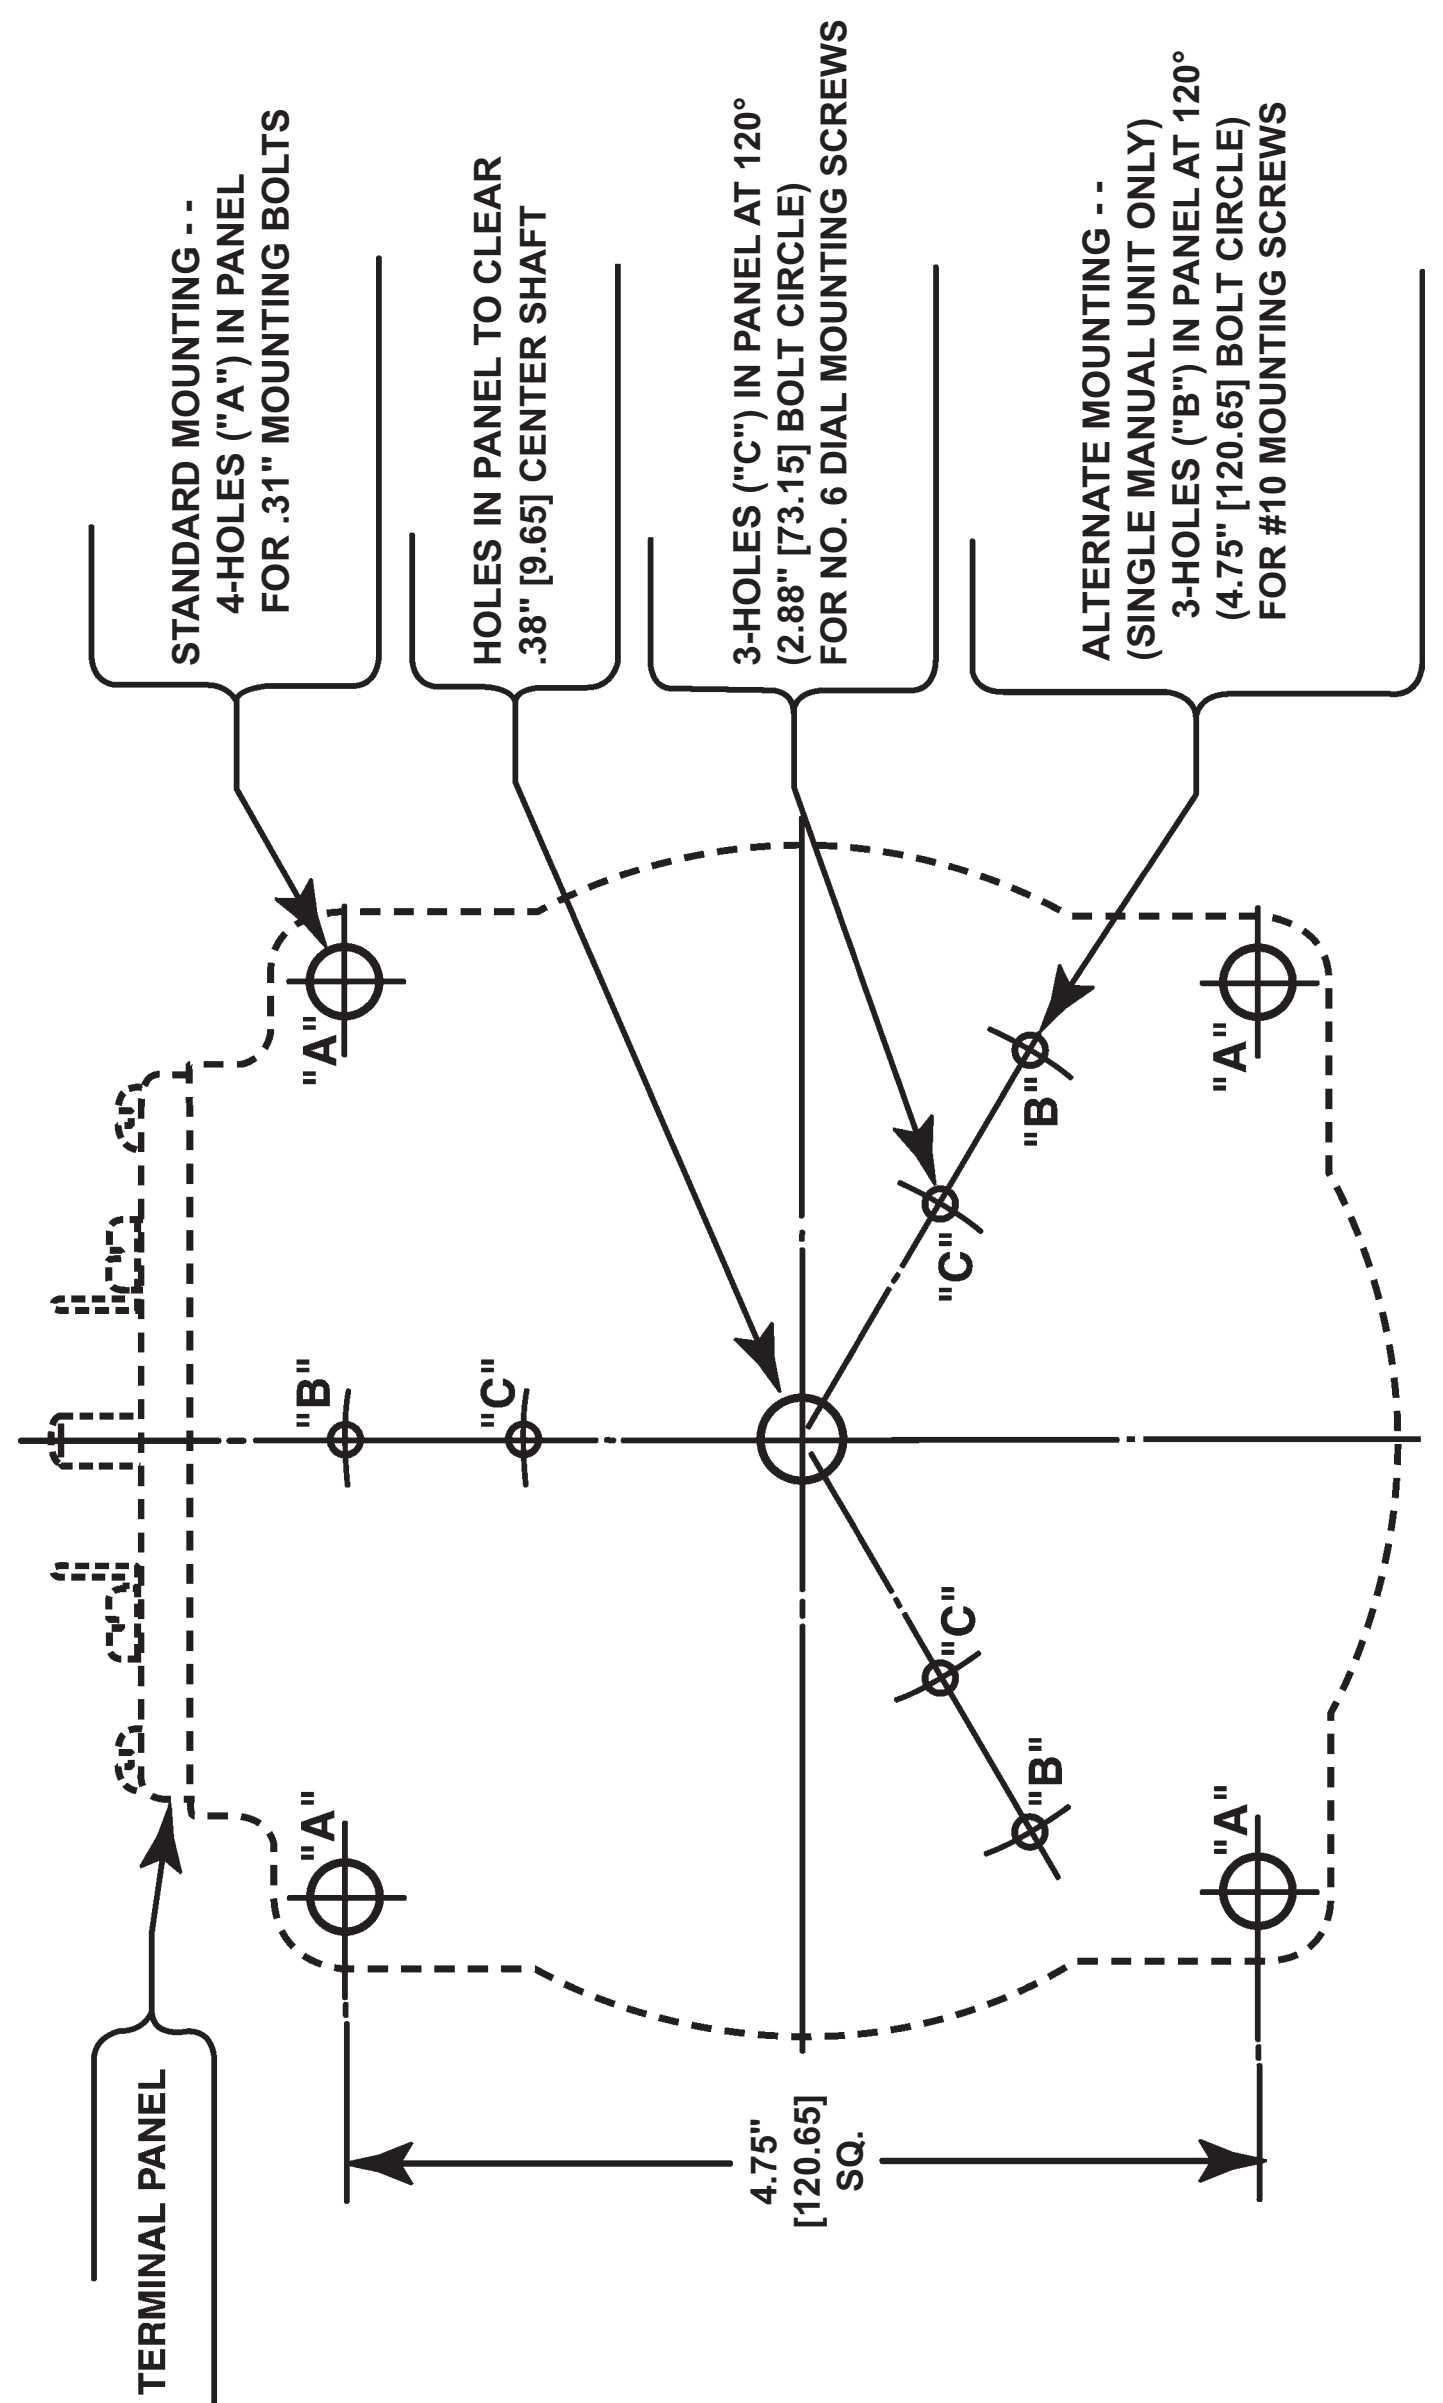 STANDARD MOUNTING - -
4-HOLES ("A") IN PANEL
FOR .31" MOUNTING BOLTS
HOLES IN PANEL TO CLEAR
.38" [9.65] CENTER SHAFT
3-HOLES ("C") IN PANEL AT 120°
(2.88" [73.15] BOLT CIRCLE)
FOR NO. 6 DIAL MOUNTING SCREWS
ALTERNATE MOUNTING - -
(SINGLE MANUAL UNIT ONLY)
3-HOLES ("B") IN PANEL AT 120°
(4.75" [120.65] BOLT CIRCLE)
FOR #10 MOUNTING SCREWS
TERMINAL PANEL
"A"
"A"
"B"
"C"
"C"
"C"
"B"
"B"
"A"
"A"
4.75"
[120.65]
SQ.